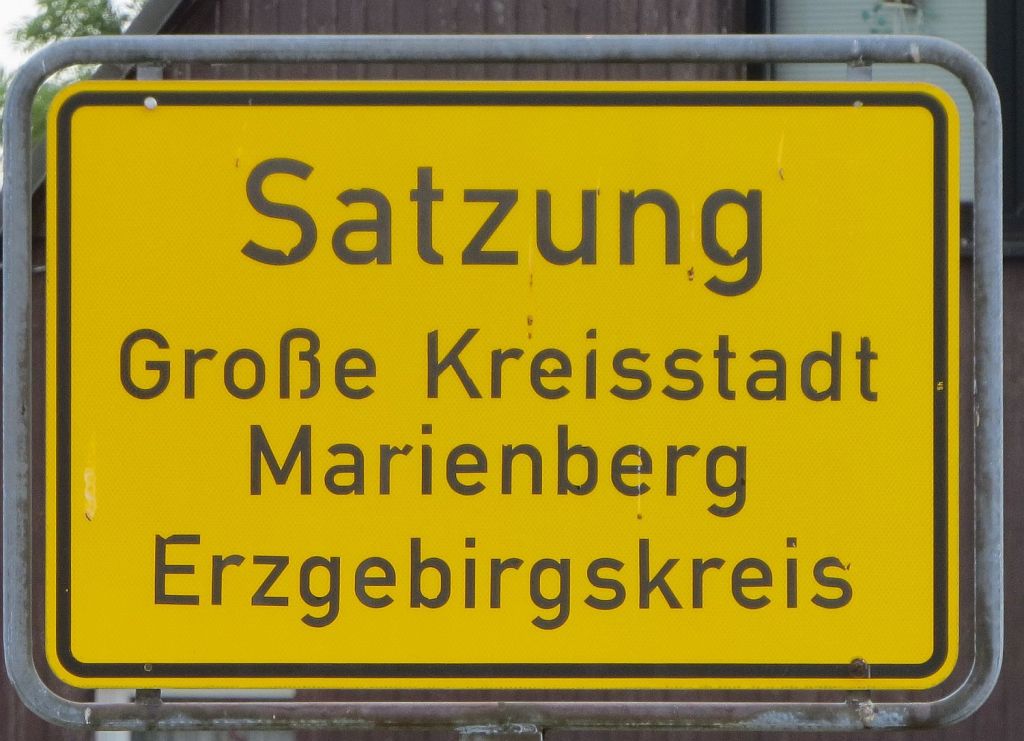 Satzung
Große Kreisstadt
Marienberg
Erzgebirgskreis